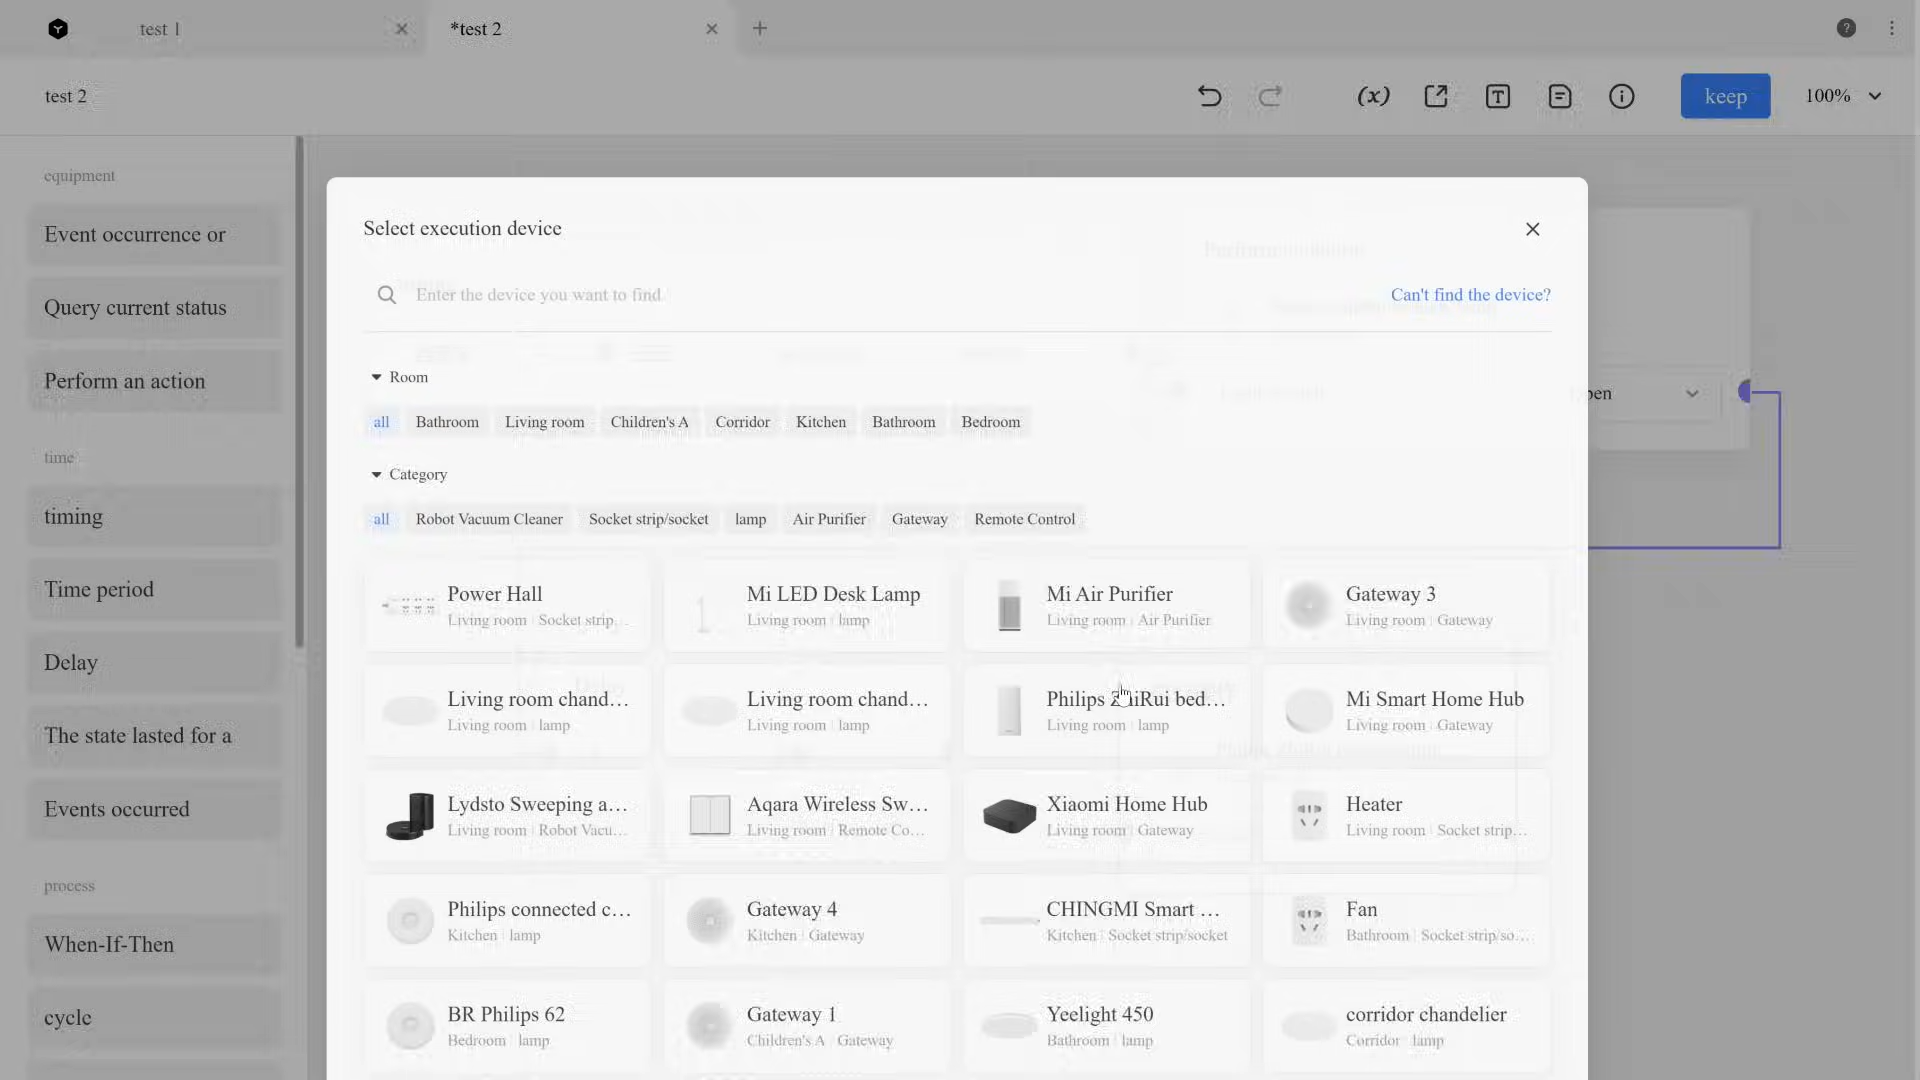 test 1
*test 2
test 2
(x)
T
keep
100%
equipment
Event occurrence or
Query current status
Perform an action
time
timing
Time period
Delay
The state lasted for a
Events occurred
process
When-If-Then
cycle
Select execution device
Enter the device you want to find
Can't find the device?
Room
all
Bathroom
Living room
Children's A
Corridor
Kitchen
Bathroom
Bedroom
Category
all
Robot Vacuum Cleaner
Socket strip/socket
lamp
Air Purifier
Gateway
Remote Control
Power Hall
Living room | Socket strip...
Mi LED Desk Lamp
Living room | lamp
Mi Air Purifier
Living room | Air Purifier
Gateway 3
Living room | Gateway
Living room chand...
Living room | lamp
Living room chand...
Living room | lamp
Philips ZhiRui bed...
Living room | lamp
Mi Smart Home Hub
Living room | Gateway
Lydsto Sweeping a...
Living room | Robot Vacu...
Aqara Wireless Sw...
Living room | Remote Co...
Xiaomi Home Hub
Living room | Gateway
Heater
Living room | Socket strip...
Philips connected c...
Kitchen | lamp
Gateway 4
Kitchen | Gateway
CHINGMI Smart ...
Kitchen | Socket strip/socket
Fan
Bathroom | Socket strip/so...
BR Philips 62
Bedroom | lamp
Gateway 1
Children's A | Gateway
Yeelight 450
Bathroom | lamp
corridor chandelier
Corridor | lamp
pen